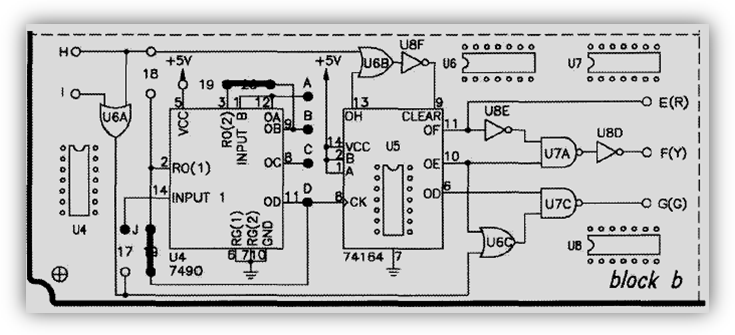 H
I
18
+5V
19
20
A
B
C
D
+5V
U6B
U8F
U6
U7
U6A
5
VCC
3
RO(2)
1
INPUT B
12
OA
OB
9
13
OH
CLEAR
9
OF
11
U8E
E(R)
U4
2
RO(1)
OC
8
14
VCC
2
B
1
A
U5
OE
10
U7A
U8D
F(Y)
14
INPUT 1
OD
11
8
CK
OD
6
U7C
G(G)
J
17
RG(1)
RG(2)
GND
6
7
10
U4
7490
74164
7
U6C
U8
block b